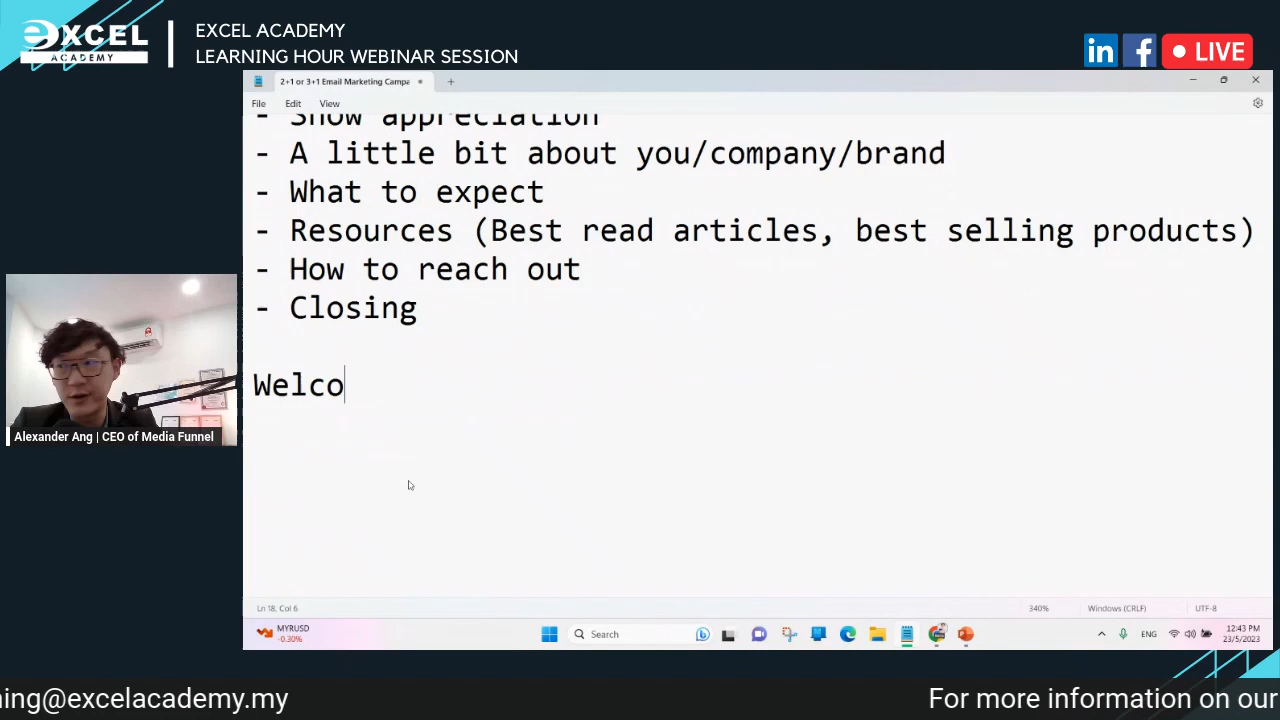 eXCEL
ACADEMY
EXCEL ACADEMY
LEARNING HOUR WEBINAR SESSION
in
f
LIVE
2+1 or 3+1 Email Marketing Campa
File Edit View
- Show appreciation
- A little bit about you/company/brand
- What to expect
- Resources (Best read articles, best selling products)
- How to reach out
- Closing
Welco
Alexander Ang | CEO of Media Funnel
Ln 18, Col 6
340%
Windows (CRLF)
UTF-8
MYRUSD
-0.30%
Search
ENG
12:43 PM
23/5/2023
ning@excelacademy.my
For more information on our